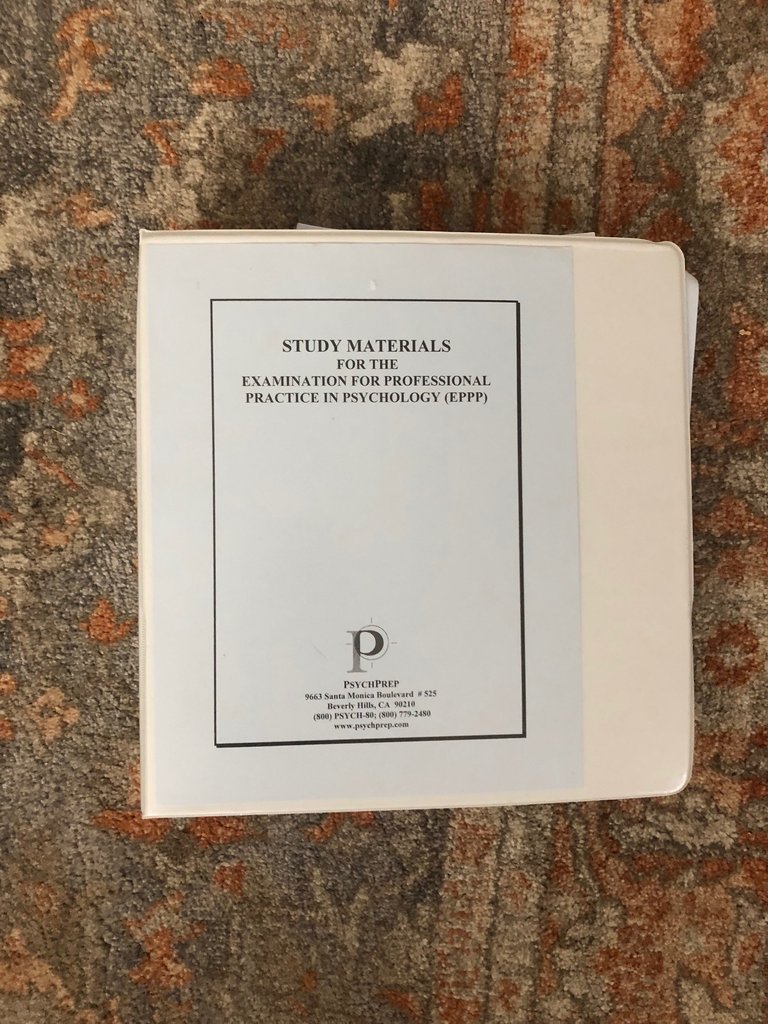 STUDY MATERIALS
FOR THE
EXAMINATION FOR PROFESSIONAL
PRACTICE IN PSYCHOLOGY (EPPP)
P
PSYCHPREP
9663 Santa Monica Boulevard # 525
Beverly Hills, CA 90210
(800) PSYCH-80; (800) 779-2480
www.psychprep.com